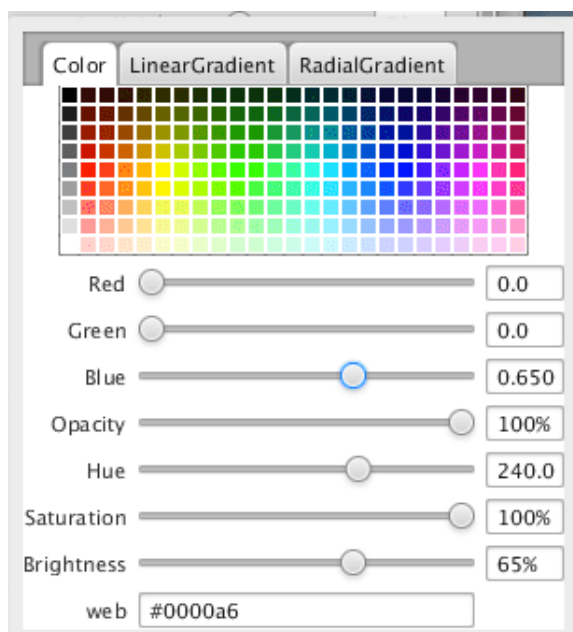 Color LinearGradient RadialGradient
Red 0.0
Green 0.0
Blue 0.650
Opacity 100%
Hue 240.0
Saturation 100%
Brightness 65%
web #0000a6